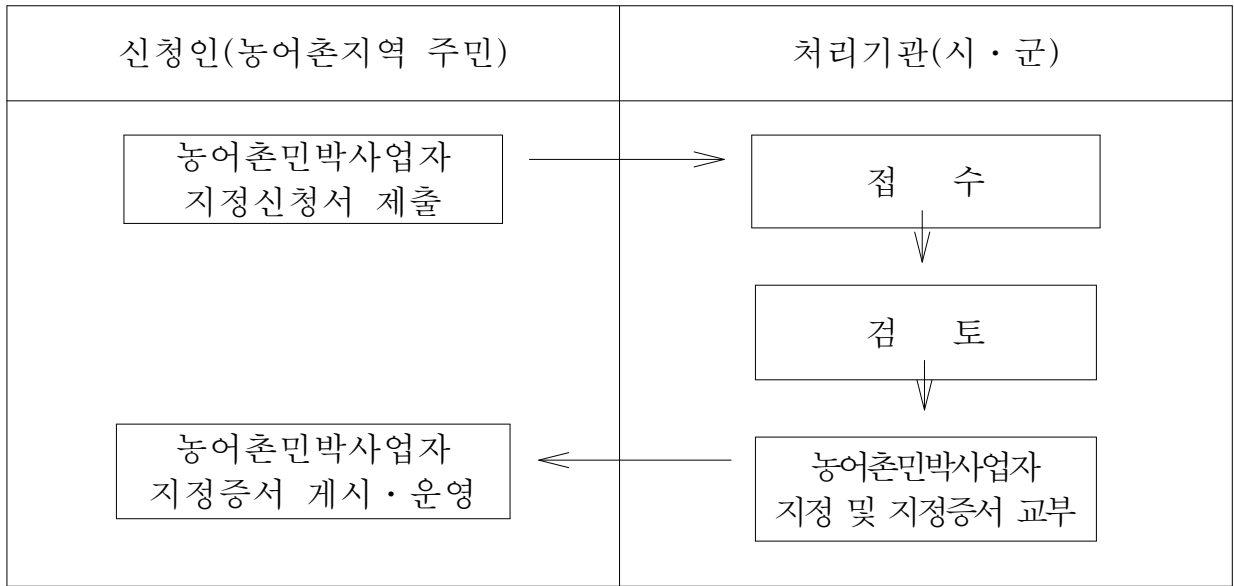 신청인(농어촌지역 주민)
처리기관(시・군)
농어촌민박사업자
지정신청서 제출
접 수
검 토
농어촌민박사업자
지정 및 지정증서 교부
농어촌민박사업자
지정증서 게시・운영